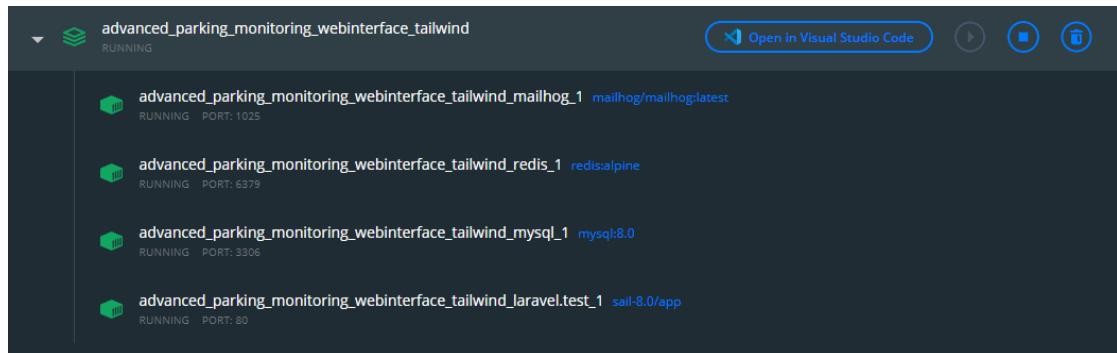 advanced_parking_monitoring_webinterface_tailwind
RUNNING
Open in Visual Studio Code
advanced_parking_monitoring_webinterface_tailwind_mailhog_1 mailhog/mailhog:latest
RUNNING PORT: 1025
advanced_parking_monitoring_webinterface_tailwind_redis_1 redis:alpine
RUNNING PORT: 6379
advanced_parking_monitoring_webinterface_tailwind_mysql_1 mysql:8.0
RUNNING PORT: 3306
advanced_parking_monitoring_webinterface_tailwind_laravel.test_1 sail-8.0/app
RUNNING PORT: 80